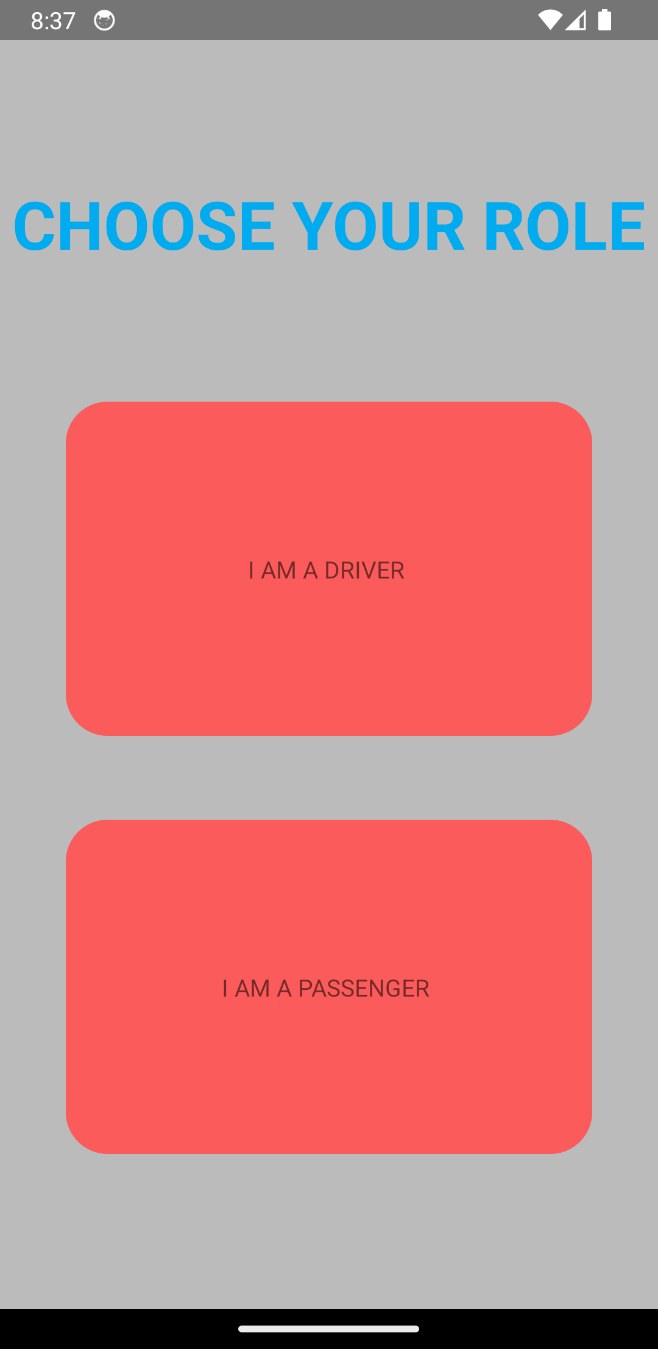 8:37
CHOOSE YOUR ROLE
I AM A DRIVER
I AM A PASSENGER